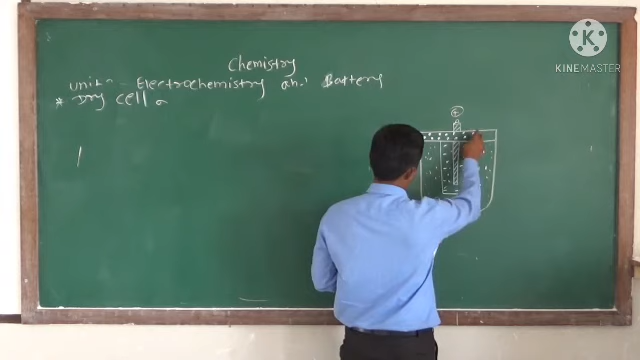 Chemistry
unit - Electrochemistry and Battery
* Dry cell
+
KINEMASTER